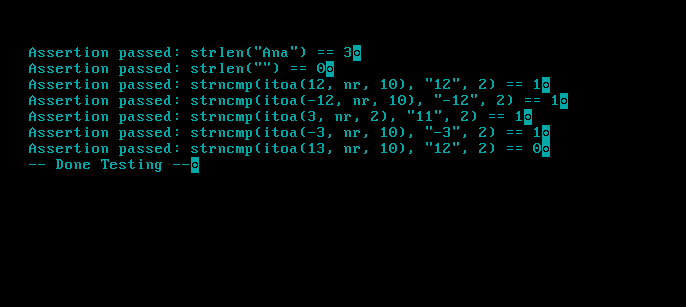 Assertion passed: strlen("Ana") == 3◘
Assertion passed: strlen("") == 0◘
Assertion passed: strncmp(itoa(12, nr, 10), "12", 2) == 1◘
Assertion passed: strncmp(itoa(-12, nr, 10), "-12", 2) == 1◘
Assertion passed: strncmp(itoa(3, nr, 2), "11", 2) == 1◘
Assertion passed: strncmp(itoa(-3, nr, 10), "-3", 2) == 1◘
Assertion passed: strncmp(itoa(13, nr, 10), "12", 2) == 0◘
-- Done Testing --◘